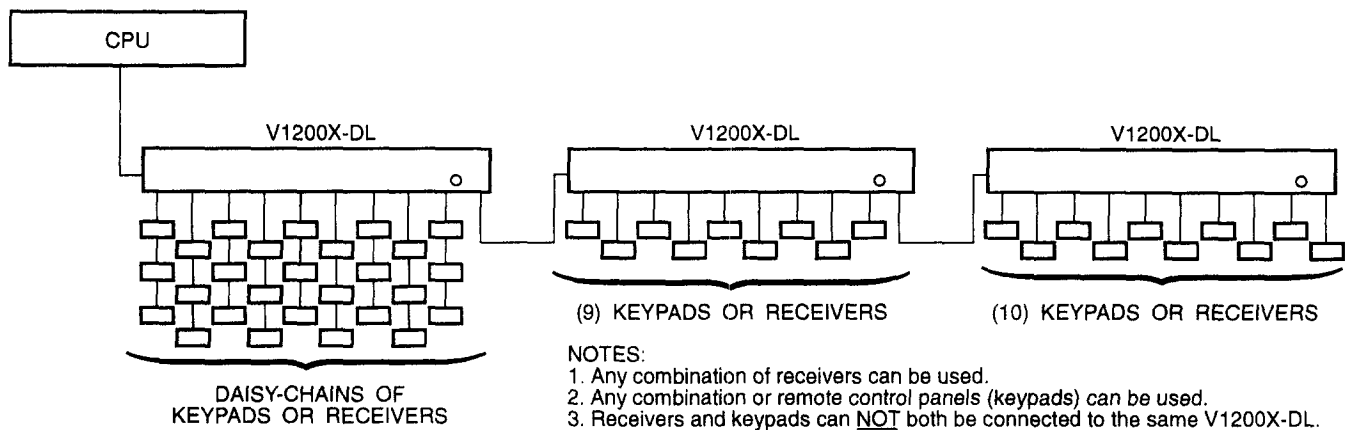 CPU
V1200X-DL
V1200X-DL
V1200X-DL
(9) KEYPADS OR RECEIVERS
(10) KEYPADS OR RECEIVERS
DAISY-CHAINS OF
KEYPADS OR RECEIVERS
NOTES:
1. Any combination of receivers can be used.
2. Any combination or remote control panels (keypads) can be used.
3. Receivers and keypads can NOT both be connected to the same V1200X-DL.